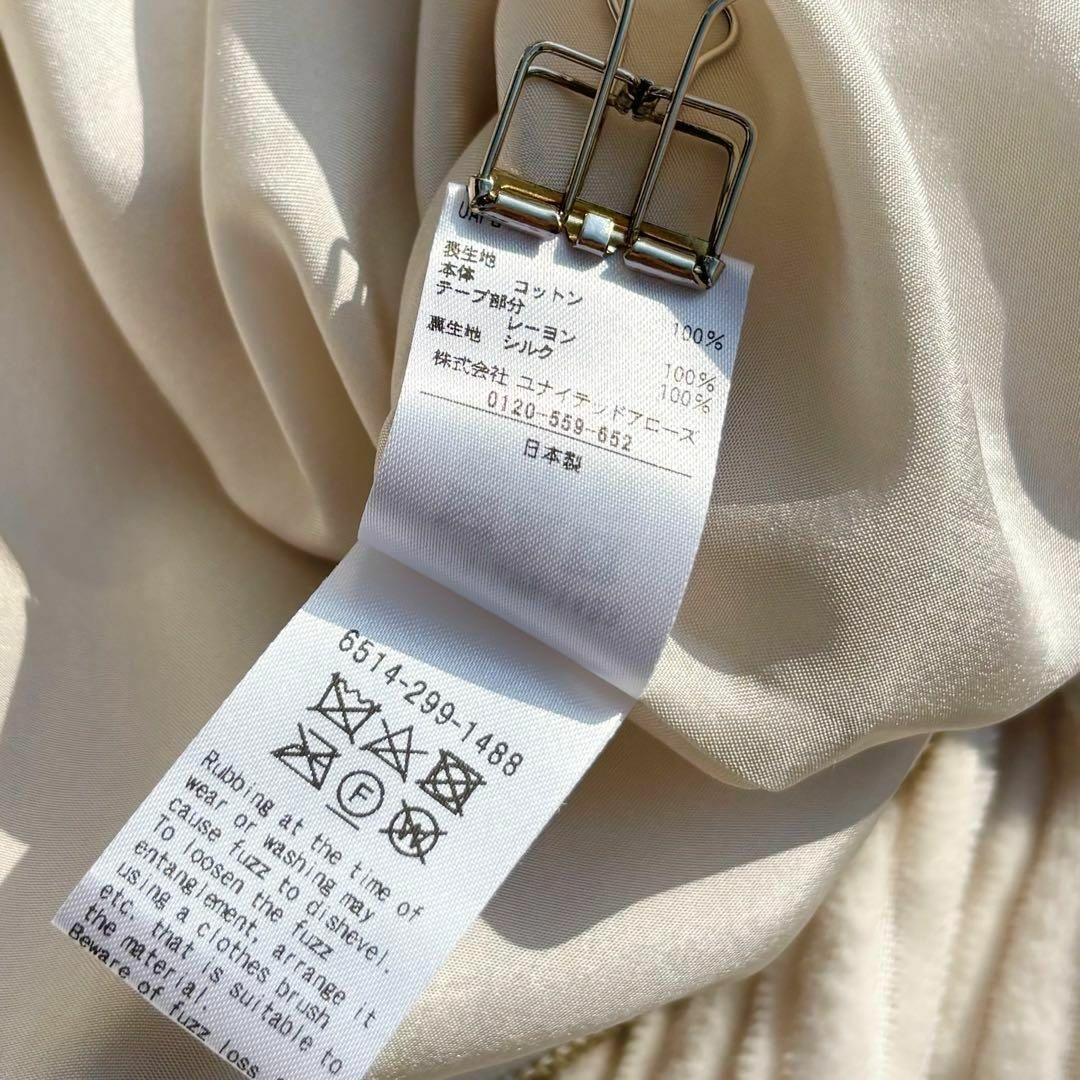 表生地
本体 コットン 100%
テープ部分
レーヨン 100%
裏生地 シルク 100%
株式会社 ユナイテッドアローズ
0120-559-652
日本製
6514-299-1488
F
W
Rubbing at the time of
wear or washing may
cause fuzz to dishevel.
To loosen the fuzz
entanglement, arrange it
using a clothes brush
etc. that is suitable to
the material.
Beware of fuzz loss